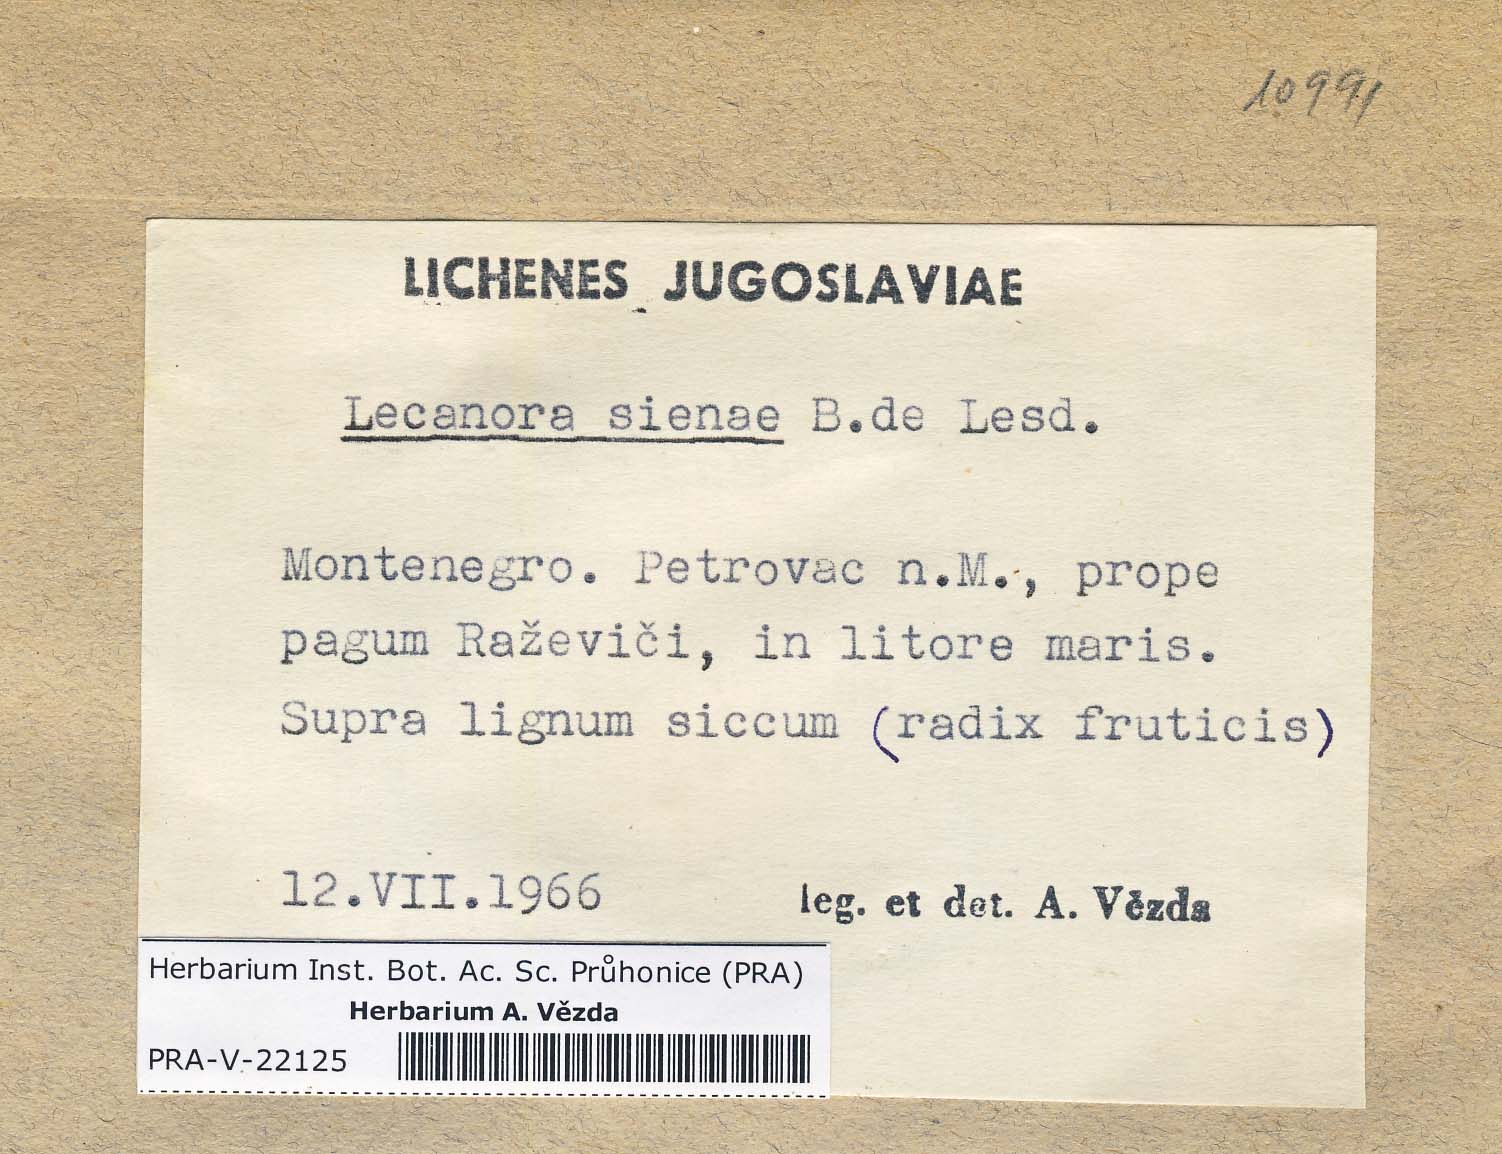 10991
LICHENES JUGOSLAVIAE
Lecanora sienae B.de Lesd.
Montenegro. Petrovac n.M., prope
pagum Raževiči, in litore maris.
Supra lignum siccum (radix fruticis)
12.VII.1966
leg. et det. A. Vězda
Herbarium Inst. Bot. Ac. Sc. Průhonice (PRA)
Herbarium A. Vězda
PRA-V-22125